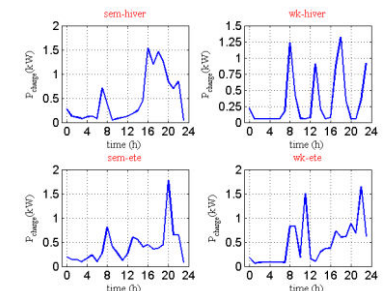 sem-hiver
P_charge(kW)
2
1.5
1
0.5
0
0 4 8 12 16 20 24
time (h)
wk-hiver
P_charge(kW)
1.5
1.25
1
0.75
0.5
0.25
0
0 4 8 12 16 20 24
time (h)
sem-ete
P_charge(kW)
2
1.5
1
0.5
0
0 4 8 12 16 20 24
time (h)
wk-ete
P_charge(kW)
2
1.5
1
0.5
0
0 4 8 12 16 20 24
time (h)